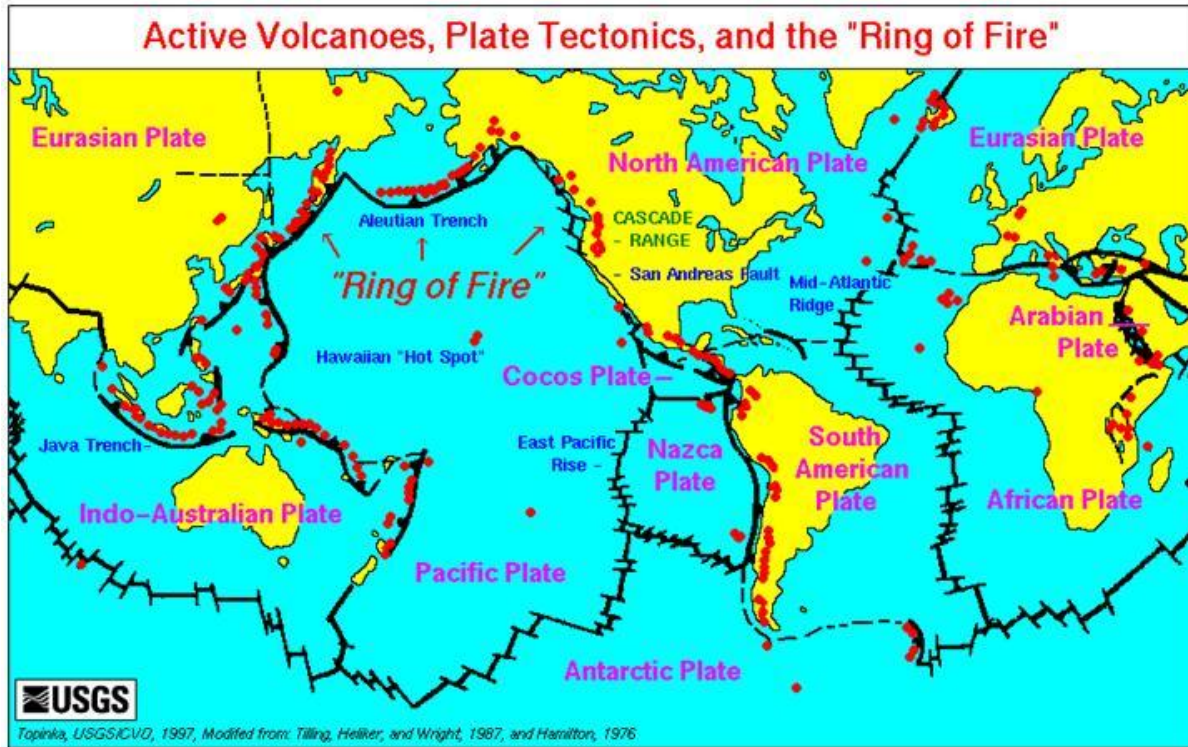 Active Volcanoes, Plate Tectonics, and the "Ring of Fire"
Eurasian Plate
North American Plate
Eurasian Plate
Aleutian Trench
CASCADE
- RANGE
"Ring of Fire"
- San Andreas Fault
Mid-Atlantic
Ridge
Arabian
Plate
Hawaiian "Hot Spot"
Cocos Plate
Java Trench
East Pacific
Rise -
Nazca
Plate
South
American
Plate
Indo-Australian Plate
African Plate
Pacific Plate
Antarctic Plate
USGS
Topinka, USGS/CVO, 1997, Modifed from: Tilling, Heliker, and Wright, 1987, and Hamilton, 1976